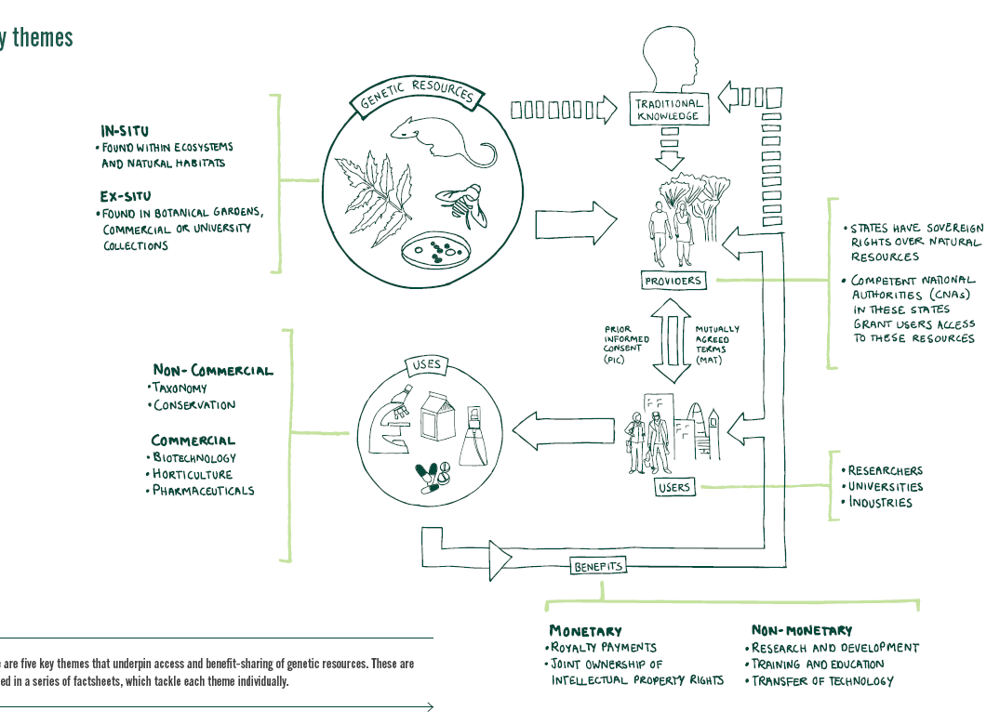 y themes
GENETIC RESOURCES
TRADITIONAL
KNOWLEDGE
IN-SITU
• FOUND WITHIN ECOSYSTEMS
AND NATURAL HABITATS
EX-SITU
• FOUND IN BOTANICAL GARDENS,
COMMERCIAL OR UNIVERSITY
COLLECTIONS
PROVIDERS
• STATES HAVE SOVEREIGN
RIGHTS OVER NATURAL
RESOURCES
• COMPETENT NATIONAL
AUTHORITIES (CNAs)
IN THESE STATES
GRANT USERS ACCESS
TO THESE RESOURCES
PRIOR
INFORMED
CONSENT
(PIC)
MUTUALLY
AGREED
TERMS
(MAT)
USES
NON-COMMERCIAL
• TAXONOMY
• CONSERVATION
COMMERCIAL
• BIOTECHNOLOGY
• HORTICULTURE
• PHARMACEUTICALS
USERS
• RESEARCHERS
• UNIVERSITIES
• INDUSTRIES
BENEFITS
MONETARY
• ROYALTY PAYMENTS
• JOINT OWNERSHIP OF
INTELLECTUAL PROPERTY RIGHTS
NON-MONETARY
• RESEARCH AND DEVELOPMENT
• TRAINING AND EDUCATION
• TRANSFER OF TECHNOLOGY
e are five key themes that underpin access and benefit-sharing of genetic resources. These are
ed in a series of factsheets, which tackle each theme individually.